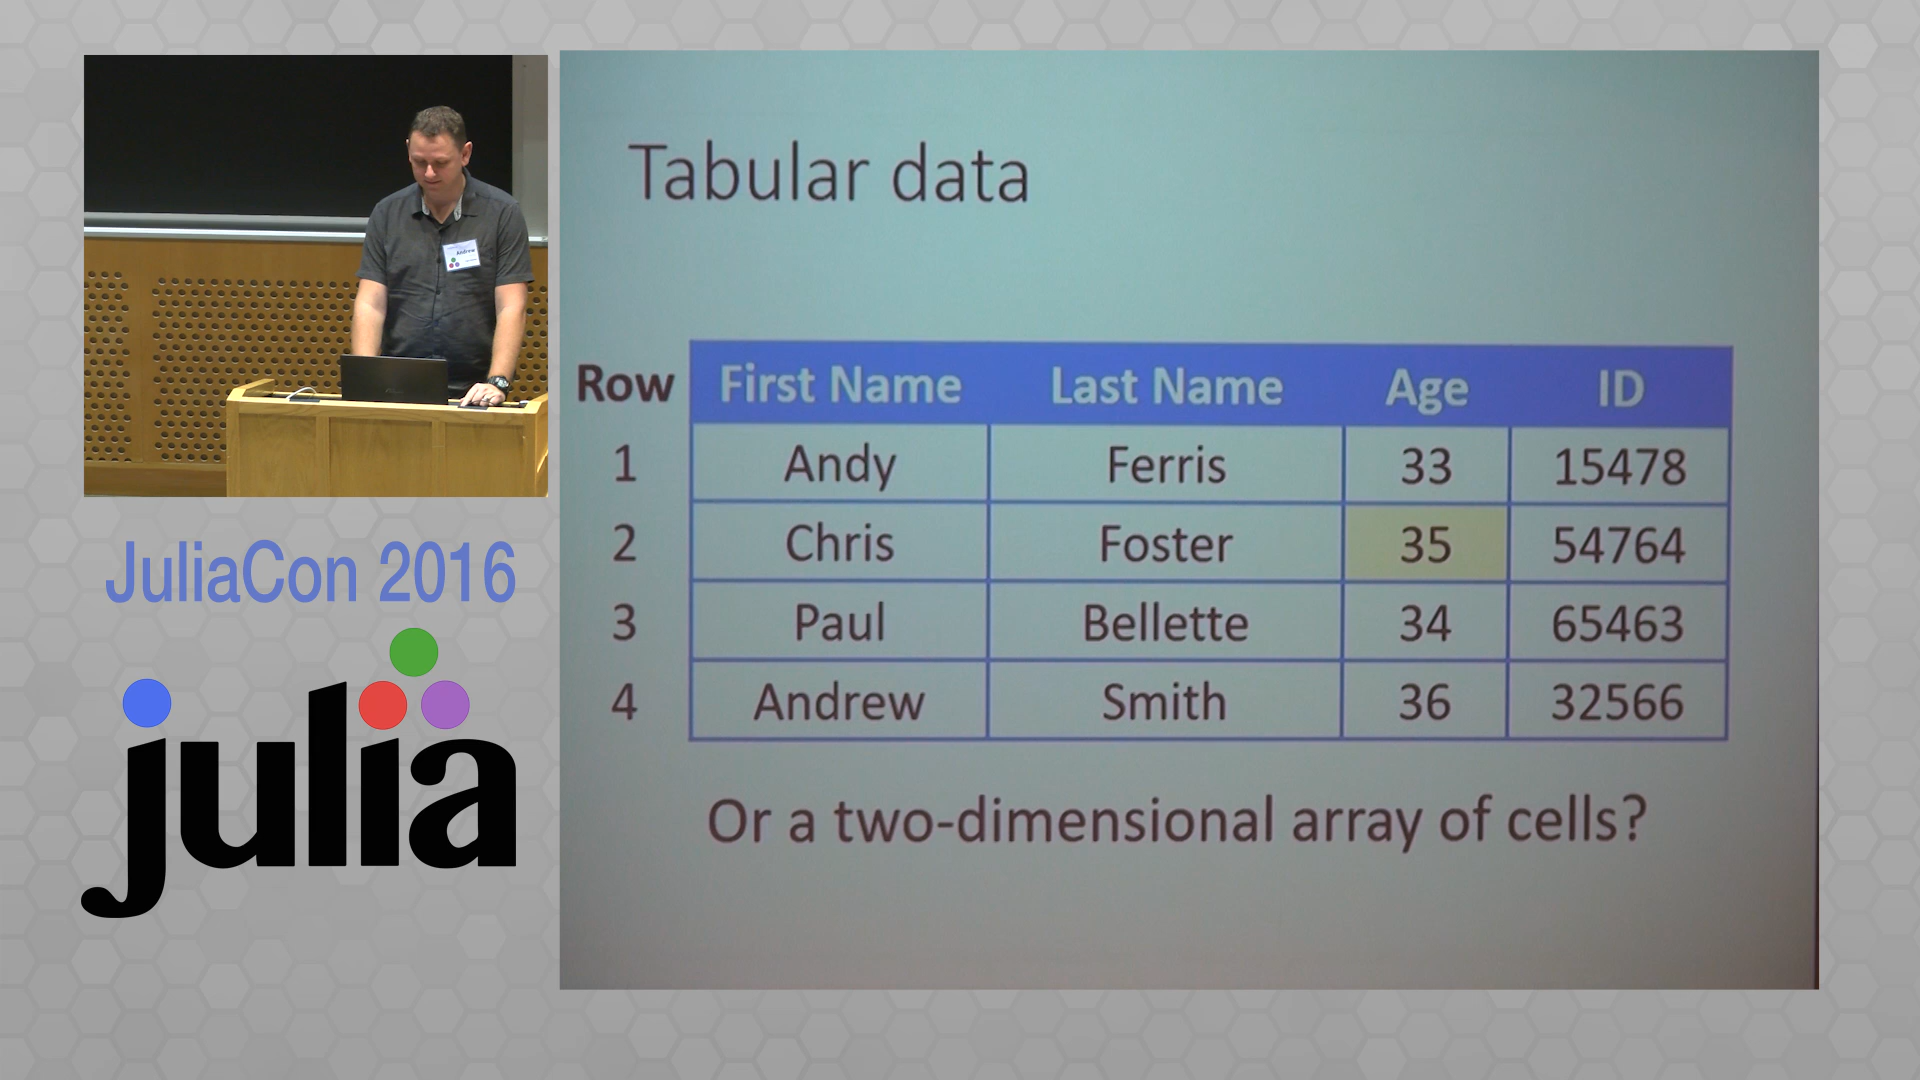 Andrew
JuliaCon 2016
julia
Tabular data
Row First Name Last Name Age ID
1 Andy Ferris 33 15478
2 Chris Foster 35 54764
3 Paul Bellette 34 65463
4 Andrew Smith 36 32566
Or a two-dimensional array of cells?